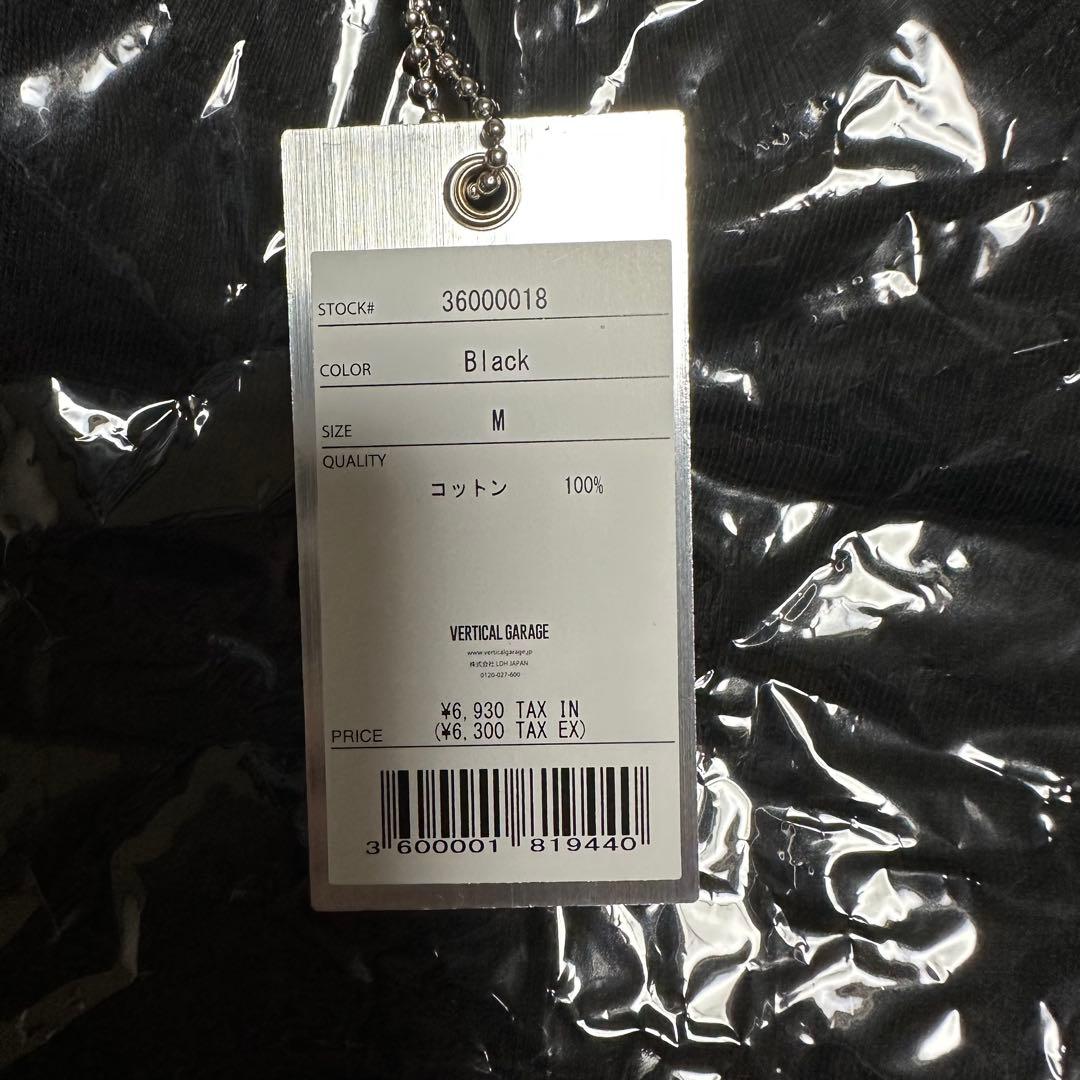 STOCK# 36000018
COLOR Black
SIZE M
QUALITY
コットン 100%
VERTICAL GARAGE
www.verticalgarage.jp
株式会社 LDH JAPAN
0120-027-600
¥6,930 TAX IN
PRICE (¥6,300 TAX EX)
3 600001 819440